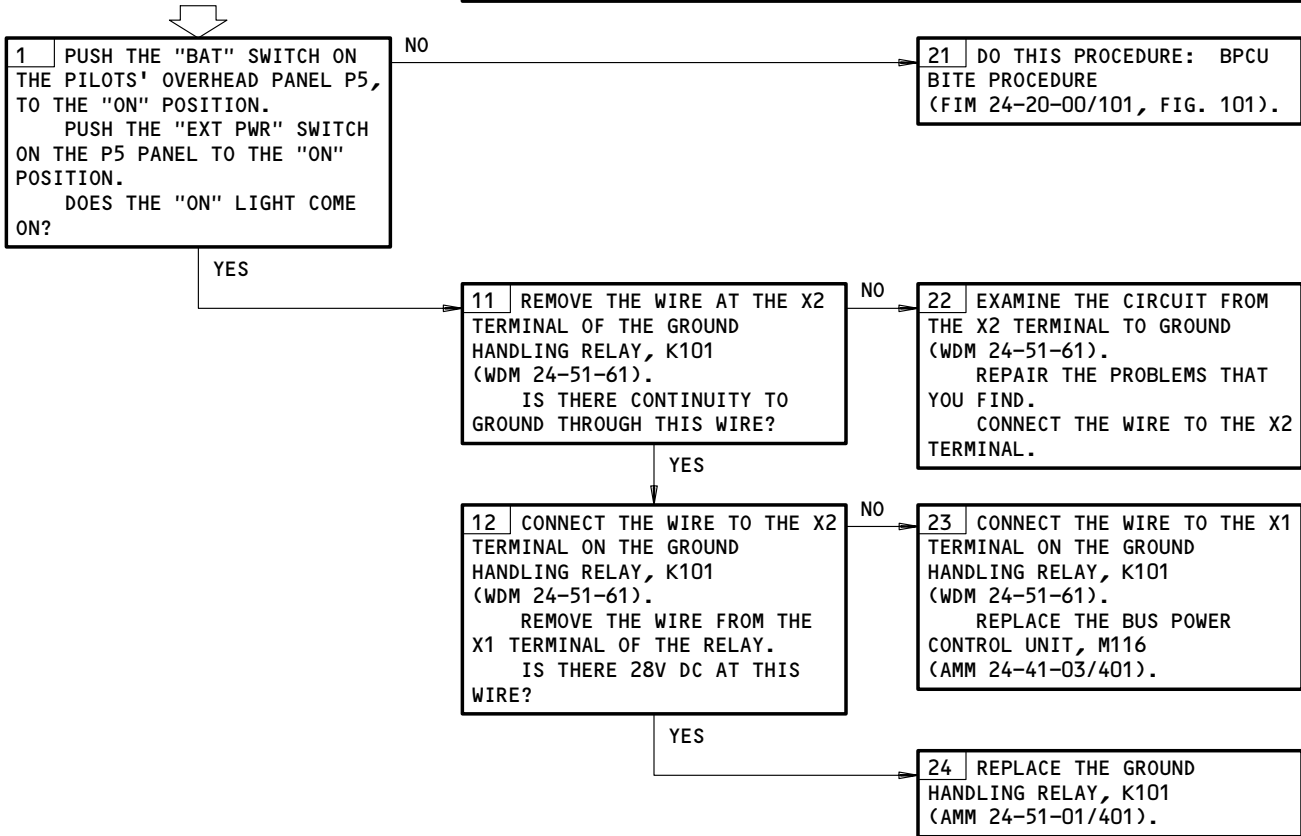 1 PUSH THE "BAT" SWITCH ON
THE PILOTS' OVERHEAD PANEL P5,
TO THE "ON" POSITION.
PUSH THE "EXT PWR" SWITCH
ON THE P5 PANEL TO THE "ON"
POSITION.
DOES THE "ON" LIGHT COME
ON?
NO
21 DO THIS PROCEDURE: BPCU
BITE PROCEDURE
(FIM 24-20-00/101, FIG. 101).
YES
11 REMOVE THE WIRE AT THE X2
TERMINAL OF THE GROUND
HANDLING RELAY, K101
(WDM 24-51-61).
IS THERE CONTINUITY TO
GROUND THROUGH THIS WIRE?
NO
22 EXAMINE THE CIRCUIT FROM
THE X2 TERMINAL TO GROUND
(WDM 24-51-61).
REPAIR THE PROBLEMS THAT
YOU FIND.
CONNECT THE WIRE TO THE X2
TERMINAL.
YES
12 CONNECT THE WIRE TO THE X2
TERMINAL ON THE GROUND
HANDLING RELAY, K101
(WDM 24-51-61).
REMOVE THE WIRE FROM THE
X1 TERMINAL OF THE RELAY.
IS THERE 28V DC AT THIS
WIRE?
NO
23 CONNECT THE WIRE TO THE X1
TERMINAL ON THE GROUND
HANDLING RELAY, K101
(WDM 24-51-61).
REPLACE THE BUS POWER
CONTROL UNIT, M116
(AMM 24-41-03/401).
YES
24 REPLACE THE GROUND
HANDLING RELAY, K101
(AMM 24-51-01/401).